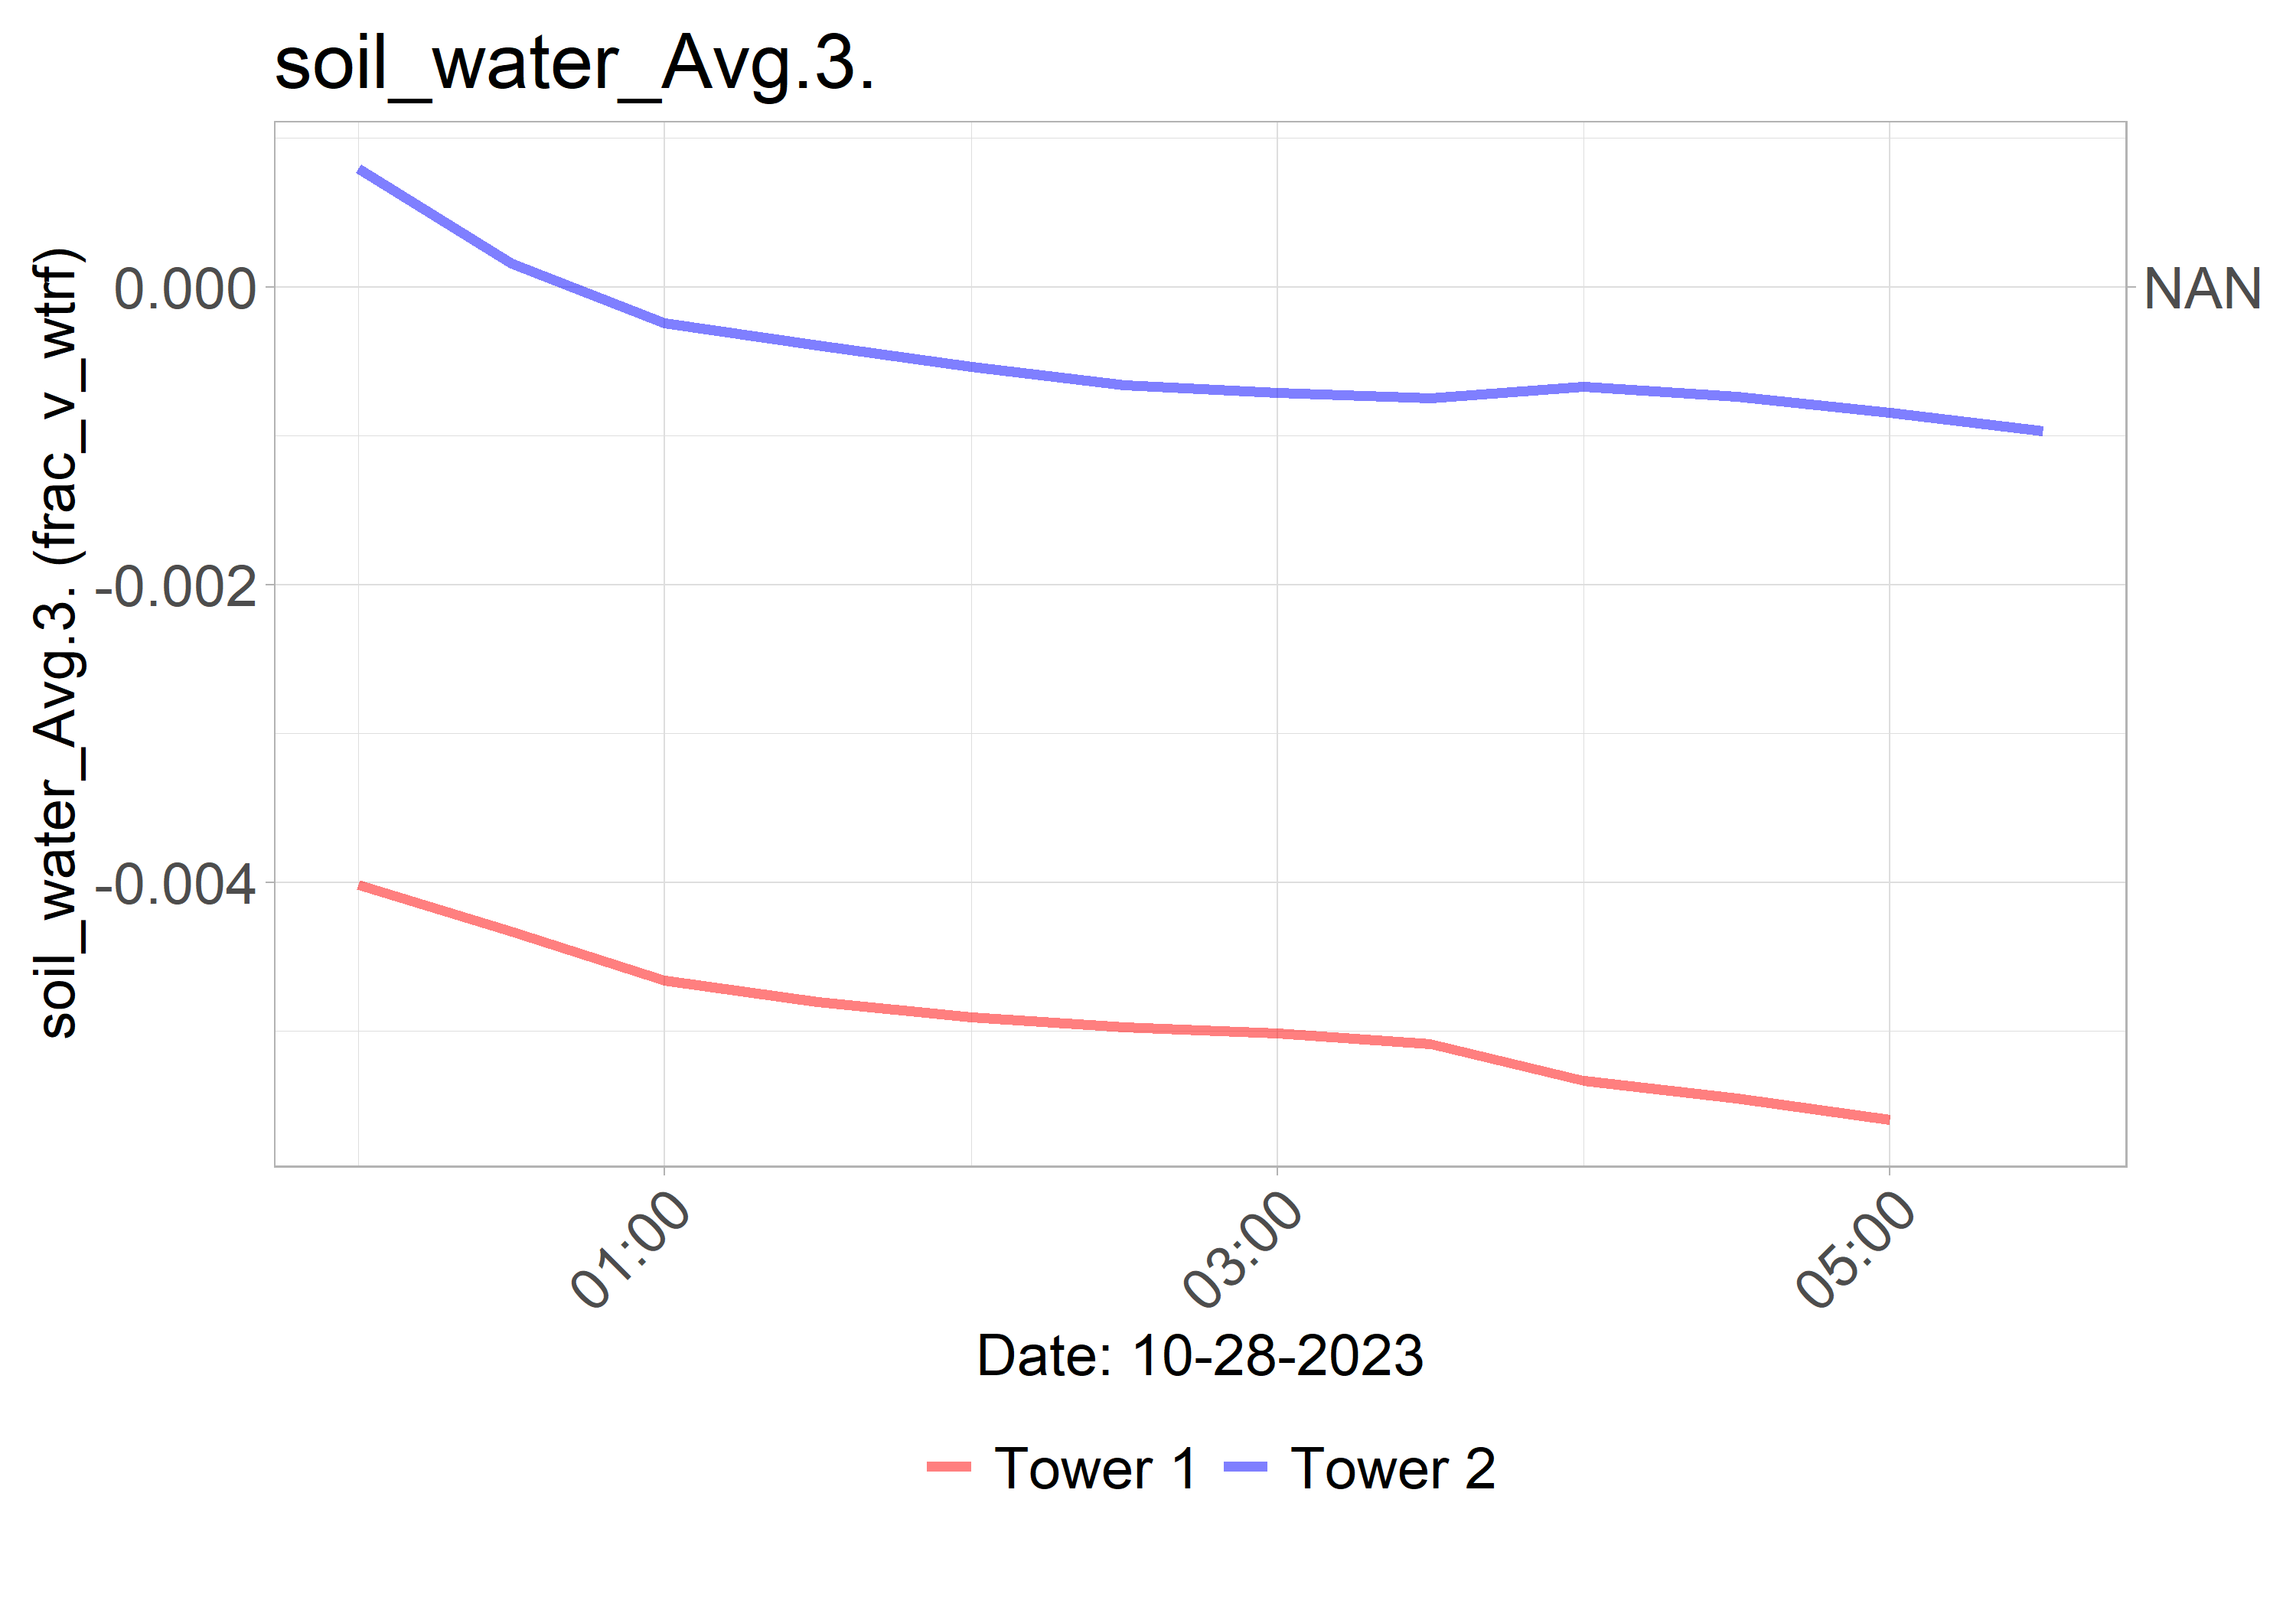 soil_water_Avg.3.
soil_water_Avg.3. (frac_v_wtrf)
0.000
-0.002
-0.004
NAN
01:00
03:00
05:00
Date: 10-28-2023
Tower 1
Tower 2